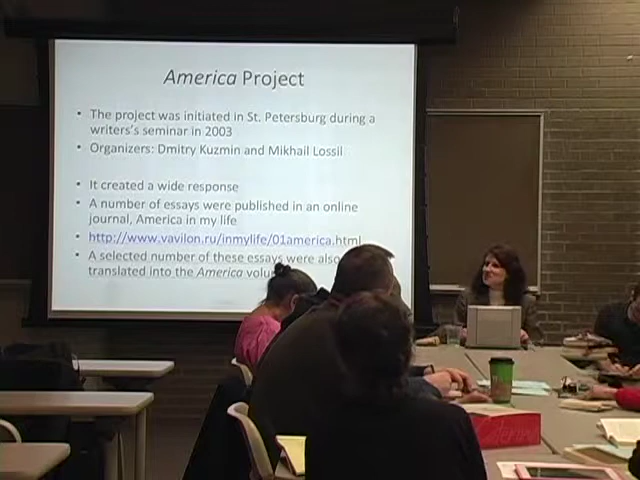 America Project
• The project was initiated in St. Petersburg during a
writers's seminar in 2003
• Organizers: Dmitry Kuzmin and Mikhail Lossil
• It created a wide response
• A number of essays were published in an online
journal, America in my life
• http://www.vavilon.ru/inmylife/01america.html
• A selected number of these essays were also
translated into the America